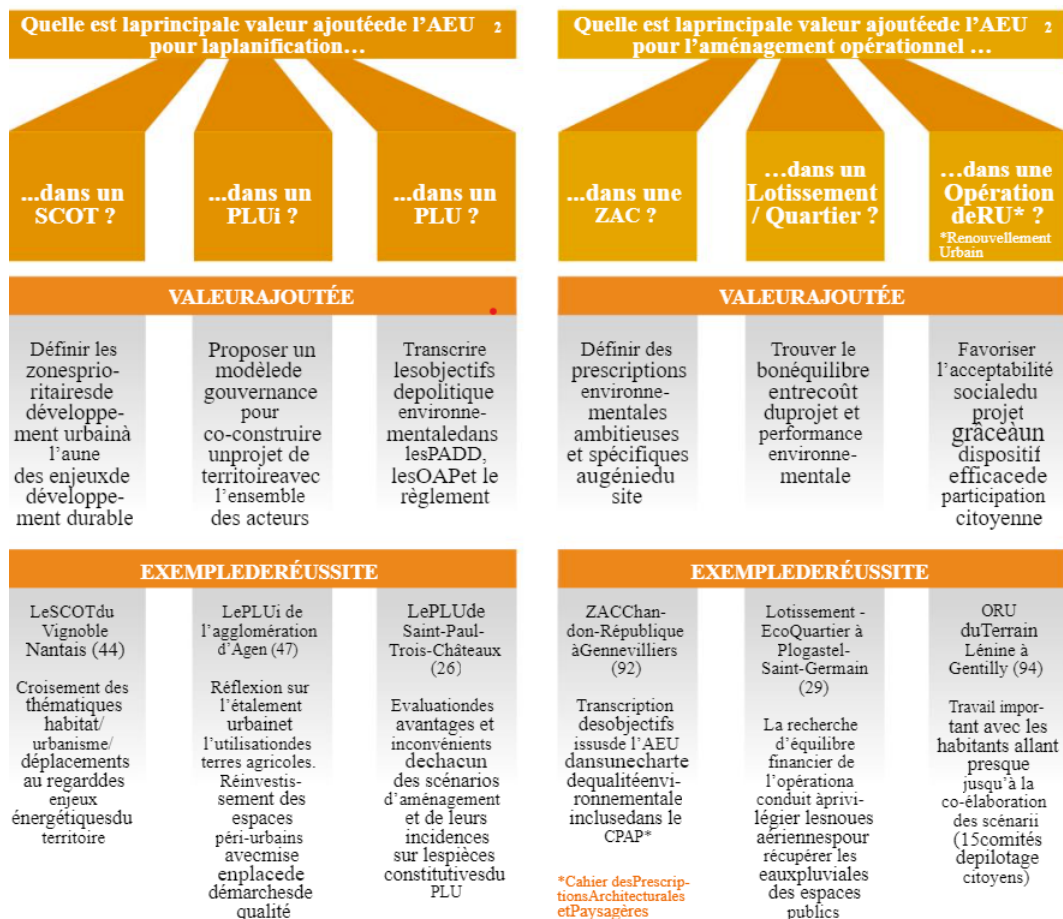 Quelle est laprincipale valeur ajoutéede l’AEU 2
pour laplanification…
...dans un
SCOT ?
...dans un
PLUi ?
...dans un
PLU ?
VALEURAJOUTÉE
Définir les
zonesprio-
ritairesde
développe-
ment urbainà
l’aune
des enjeuxde
développe-
ment durable
Proposer un
modèlede
gouvernance
pour
co-construire
unprojet de
territoireavec
l’ensemble
des acteurs
Transcrire
lesobjectifs
depolitique
environne-
mentaledans
lesPADD,
lesOAPet le
règlement
EXEMPLEDERÉUSSITE
LeSCOTdu
Vignoble
Nantais (44)
Croisement des
thématiques
habitat/
urbanisme/
déplacements
au regarddes
enjeux
énergétiquesdu
territoire
LePLUi de
l’agglomération
d’Agen (47)
Réflexion sur
l’étalement
urbainet
l’utilisationdes
terres agricoles.
Réinvestis-
sement des
espaces
péri-urbains
avecmise
enplacede
démarchesde
qualité
LePLUde
Saint-Paul-
Trois-Châteaux
(26)
Evaluationdes
avantages et
inconvénients
dechacun
des scénarios
d’aménagement
et de leurs
incidences
sur lespièces
constitutivesdu
PLU
Quelle est laprincipale valeur ajoutéede l’AEU 2
pour l’aménagement opérationnel …
...dans une
ZAC ?
…dans un
Lotissement
/ Quartier ?
…dans une
Opération
deRU* ?
*Renouvellement
Urbain
VALEURAJOUTÉE
Définir des
prescriptions
environne-
mentales
ambitieuses
et spécifiques
augéniedu
site
Trouver le
bonéquilibre
entrecoût
duprojet et
performance
environne-
mentale
Favoriser
l’acceptabilité
socialedu
projet
grâceàun
dispositif
efficacede
participation
citoyenne
EXEMPLEDERÉUSSITE
ZACChan-
don-République
àGennevilliers
(92)
Transcription
desobjectifs
issusde l’AEU
dansunecharte
dequalitéenvi-
ronnementale
inclusedans le
CPAP*
*Cahier desPrescrip-
tionsArchitecturales
etPaysagères
Lotissement -
EcoQuartier à
Plogastel-
Saint-Germain
(29)
La recherche
d’équilibre
financier de
l’opérationa
conduit àprivi-
légier lesnoues
aériennespour
récupérer les
eauxpluviales
des espaces
publics
ORU
duTerrain
Lénine à
Gentilly (94)
Travail impor-
tant avec les
habitants allant
presque
jusqu’à la
co-élaboration
des scénarii
(15comités
depilotage
citoyens)